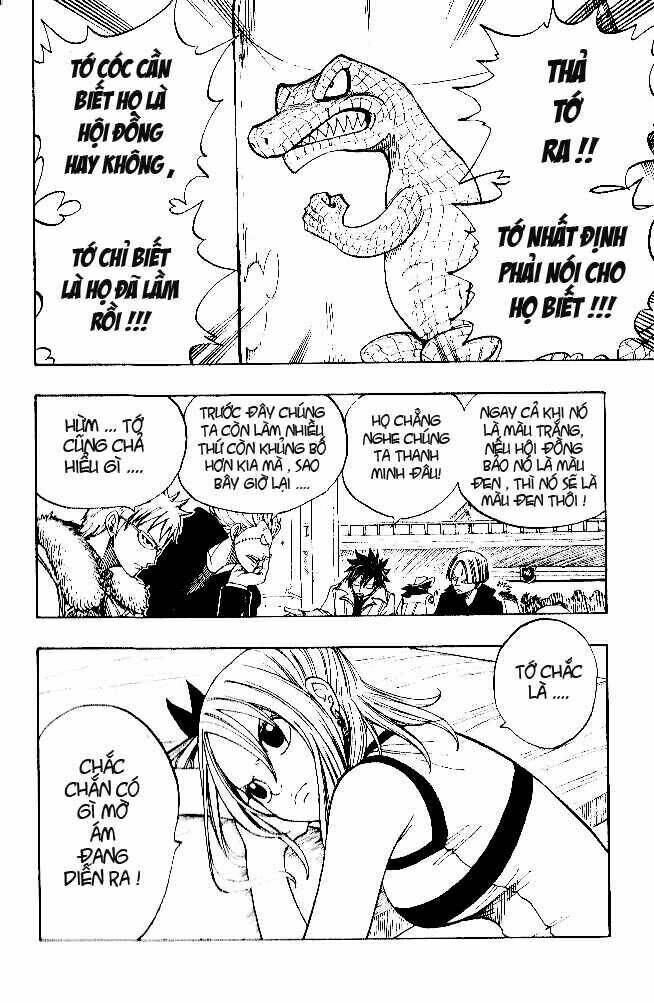 THẢ
TỚ
RA !!
TỚ NHẤT ĐỊNH
PHẢI NÓI CHO
HỌ BIẾT !!!
TỚ CÓC CẦN
BIẾT HỌ LÀ
HỘI ĐỒNG
HAY KHÔNG ,
TỚ CHỈ BIẾT
LÀ HỌ ĐÃ LẦM
RỒI !!!
NGAY CẢ KHI NÓ
LÀ MÀU TRẮNG,
NẾU HỘI ĐỒNG
BẢO NÓ LÀ MÀU
ĐEN , THÌ NÓ SẼ LÀ
MÀU ĐEN THÔI !
HỌ CHẲNG
NGHE CHÚNG
TA THANH
MINH ĐÂU!
TRƯỚC ĐÂY CHÚNG
TA CÒN LÀM NHIỀU
THỨ CÒN KHỦNG BỐ
HƠN KIA MÀ , SAO
BÂY GIỜ LẠI ....
HỪM ... TỚ
CŨNG CHẢ
HIỂU GÌ ....
TỚ CHẮC
LÀ ....
CHẮC
CHẮN CÓ
GÌ MỜ
ÁM
ĐANG
DIỄN RA !